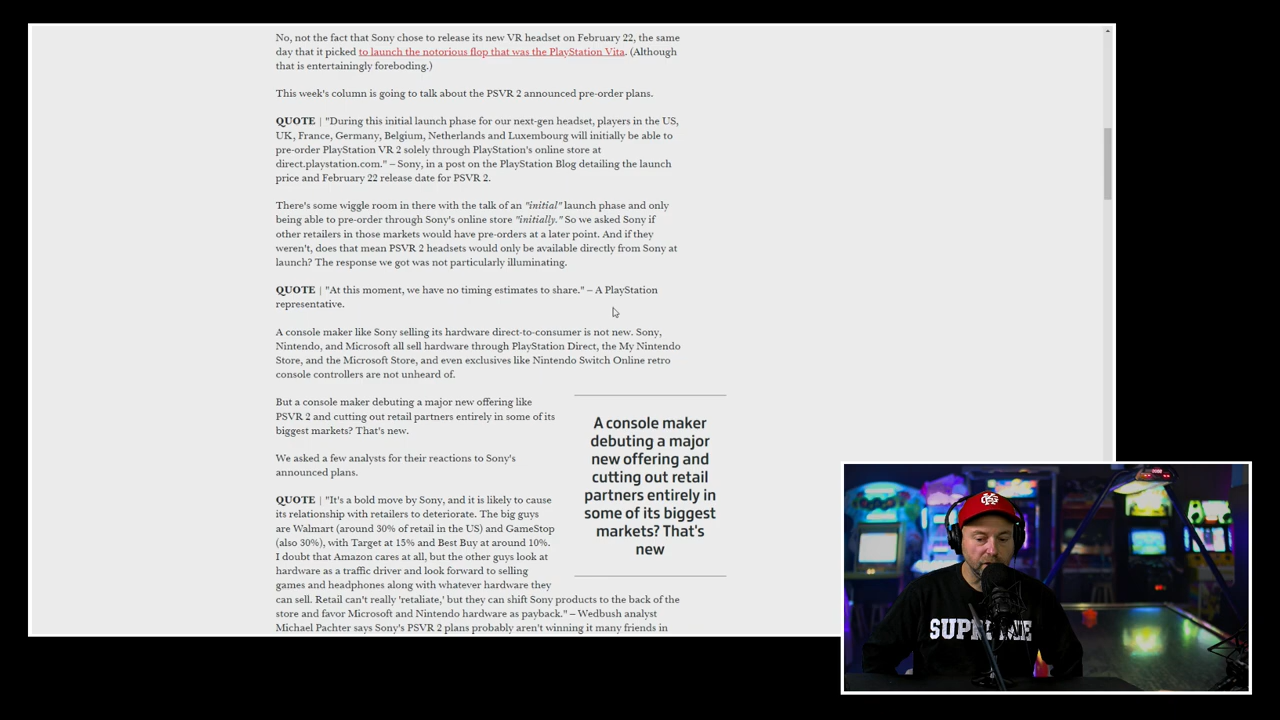 No, not the fact that Sony chose to release its new VR headset on February 22, the same
day that it picked to launch the notorious flop that was the PlayStation Vita. (Although
that is entertainingly foreboding.)
This week's column is going to talk about the PSVR 2 announced pre-order plans.
QUOTE | "During this initial launch phase for our next-gen headset, players in the US,
UK, France, Germany, Belgium, Netherlands and Luxembourg will initially be able to
pre-order PlayStation VR 2 solely through PlayStation's online store at
direct.playstation.com." – Sony, in a post on the PlayStation Blog detailing the launch
price and February 22 release date for PSVR 2.
There's some wiggle room in there with the talk of an "initial" launch phase and only
being able to pre-order through Sony's online store "initially." So we asked Sony if
other retailers in those markets would have pre-orders at a later point. And if they
weren't, does that mean PSVR 2 headsets would only be available directly from Sony at
launch? The response we got was not particularly illuminating.
QUOTE | "At this moment, we have no timing estimates to share." – A PlayStation
representative.
A console maker like Sony selling its hardware direct-to-consumer is not new. Sony,
Nintendo, and Microsoft all sell hardware through PlayStation Direct, the My Nintendo
Store, and the Microsoft Store, and even exclusives like Nintendo Switch Online retro
console controllers are not unheard of.
But a console maker debuting a major new offering like
PSVR 2 and cutting out retail partners entirely in some of its
biggest markets? That's new.
We asked a few analysts for their reactions to Sony's
announced plans.
QUOTE | "It's a bold move by Sony, and it is likely to cause
its relationship with retailers to deteriorate. The big guys
are Walmart (around 30% of retail in the US) and GameStop
(also 30%), with Target at 15% and Best Buy at around 10%.
I doubt that Amazon cares at all, but the other guys look at
hardware as a traffic driver and look forward to selling
games and headphones along with whatever hardware they
can sell. Retail can't really 'retaliate,' but they can shift Sony products to the back of the
store and favor Microsoft and Nintendo hardware as payback." – Wedbush analyst
Michael Pachter says Sony's PSVR 2 plans probably aren't winning it many friends in
A console maker
debuting a major
new offering and
cutting out retail
partners entirely in
some of its biggest
markets? That's
new
SUPREME